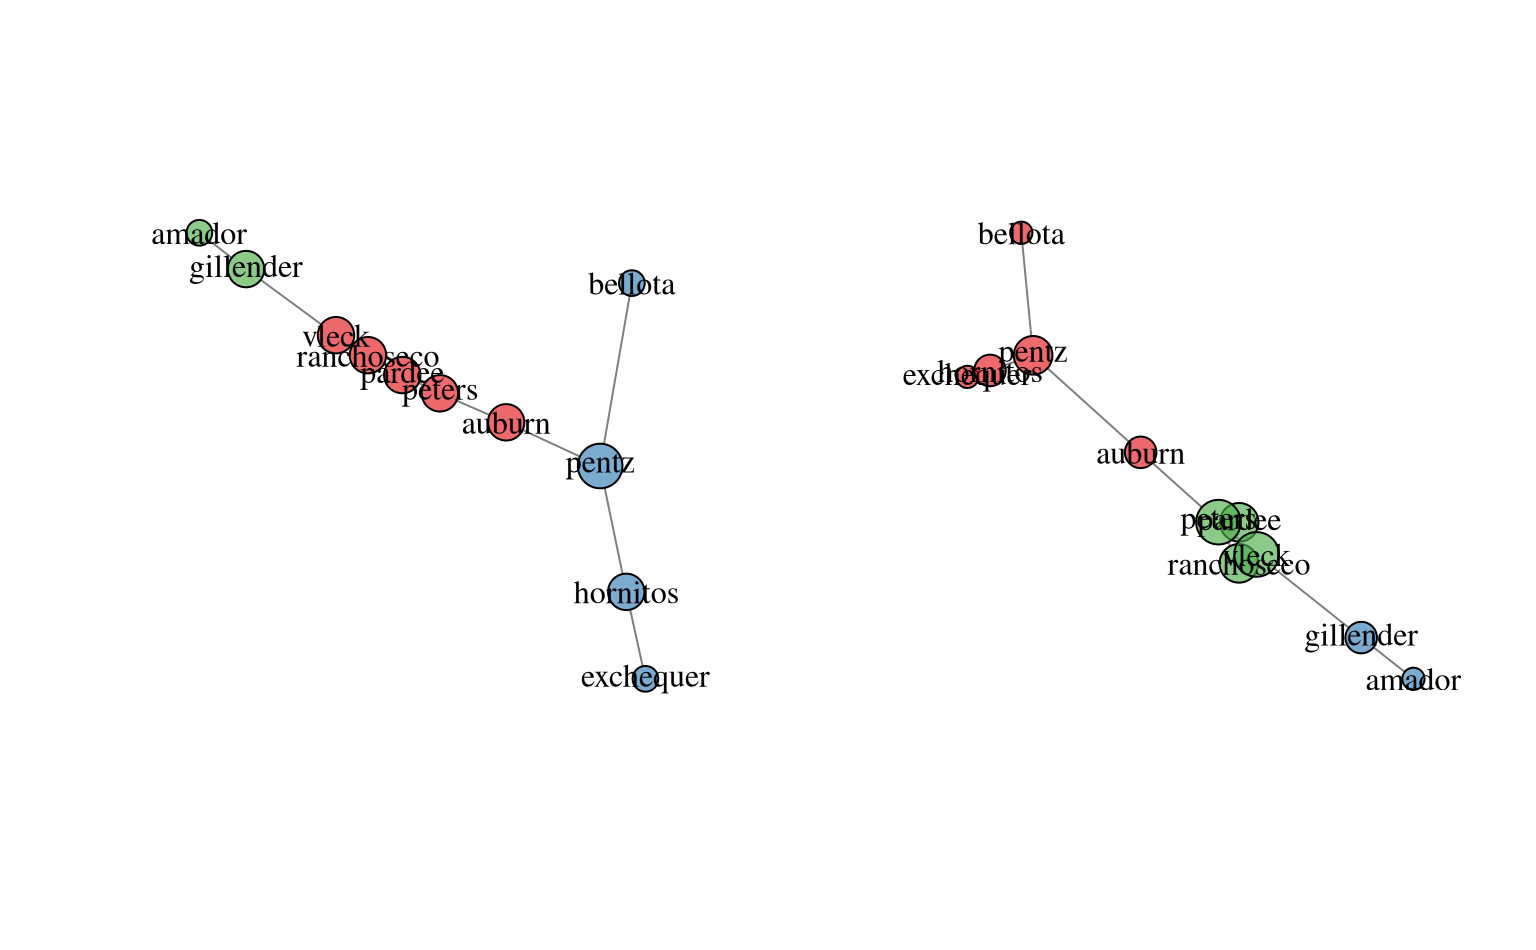 amador
gillender
vleck
ranchoseco
pardee
peters
auburn
pentz
bellota
hornitos
exchequer
bellota
pentz
hornitos
exchequer
auburn
peters
pardee
vleck
ranchoseco
gillender
amador